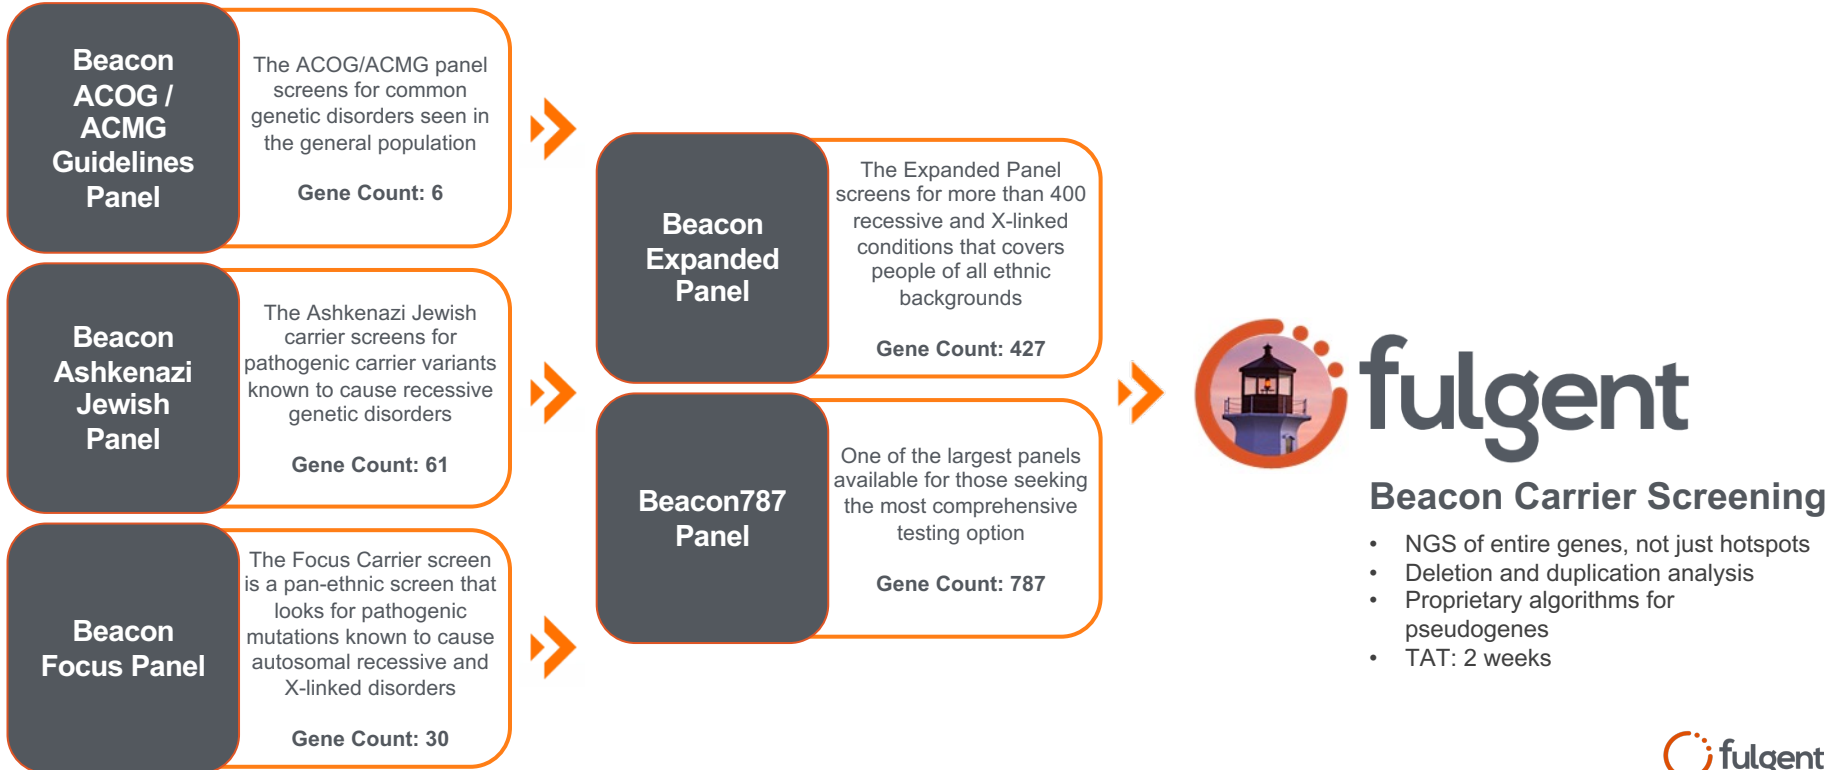 Beacon
ACOG /
ACMG
Guidelines
Panel
The ACOG/ACMG panel
screens for common
genetic disorders seen in
the general population
Gene Count: 6
Beacon
Ashkenazi
Jewish
Panel
The Ashkenazi Jewish
carrier screens for
pathogenic carrier variants
known to cause recessive
genetic disorders
Gene Count: 61
Beacon
Focus Panel
The Focus Carrier screen
is a pan-ethnic screen that
looks for pathogenic
mutations known to cause
autosomal recessive and
X-linked disorders
Gene Count: 30
Beacon
Expanded
Panel
The Expanded Panel
screens for more than 400
recessive and X-linked
conditions that covers
people of all ethnic
backgrounds
Gene Count: 427
Beacon787
Panel
One of the largest panels
available for those seeking
the most comprehensive
testing option
Gene Count: 787
fulgent
Beacon Carrier Screening
• NGS of entire genes, not just hotspots
• Deletion and duplication analysis
• Proprietary algorithms for
pseudogenes
• TAT: 2 weeks
fulgent